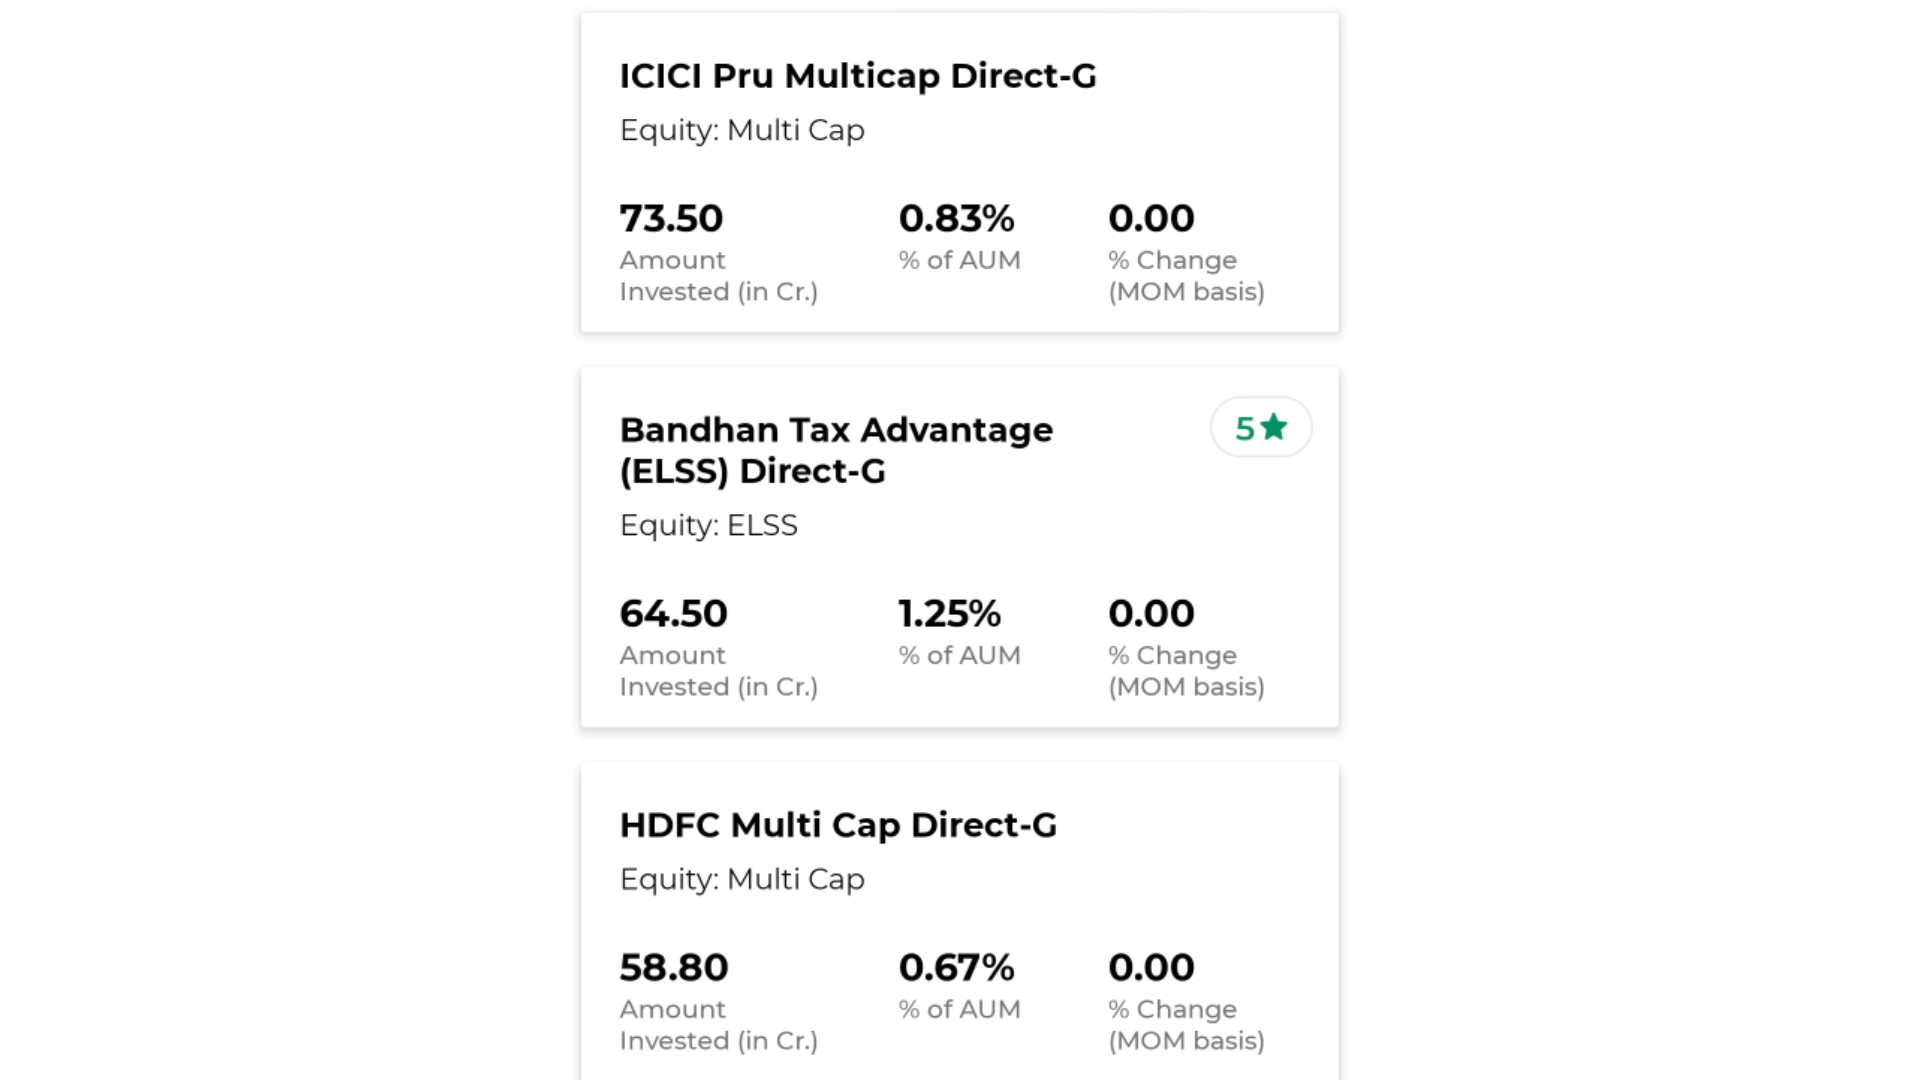 ICICI Pru Multicap Direct-G
Equity: Multi Cap
73.50 0.83% 0.00
Amount % of AUM % Change
Invested (in Cr.) (MOM basis)
Bandhan Tax Advantage 5★
(ELSS) Direct-G
Equity: ELSS
64.50 1.25% 0.00
Amount % of AUM % Change
Invested (in Cr.) (MOM basis)
HDFC Multi Cap Direct-G
Equity: Multi Cap
58.80 0.67% 0.00
Amount % of AUM % Change
Invested (in Cr.) (MOM basis)